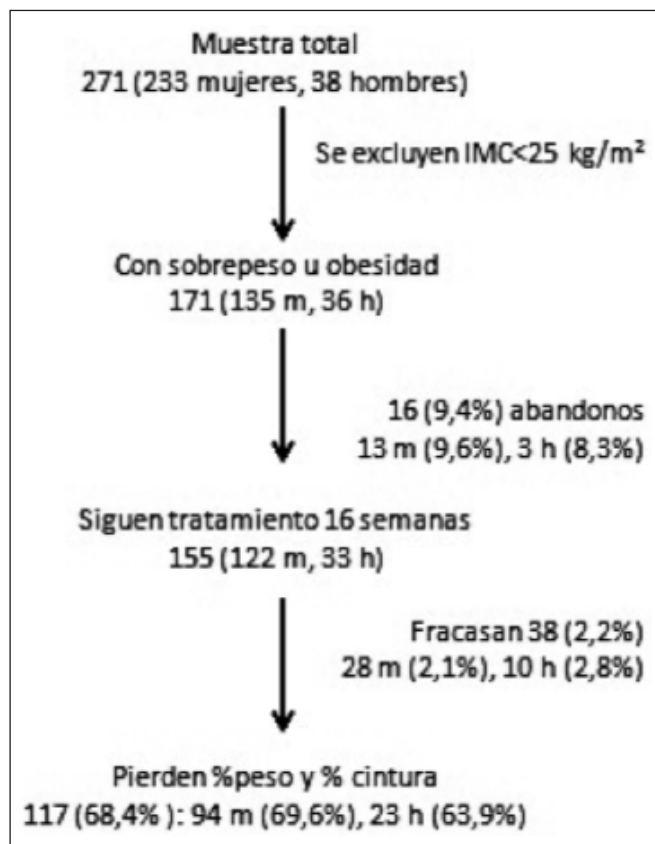 Muestra total
271 (233 mujeres, 38 hombres)
Se excluyen IMC<25 kg/m²
Con sobrepeso u obesidad
171 (135 m, 36 h)
16 (9,4%) abandonos
13 m (9,6%), 3 h (8,3%)
Siguen tratamiento 16 semanas
155 (122 m, 33 h)
Fracasan 38 (2,2%)
28 m (2,1%), 10 h (2,8%)
Pierden %peso y % cintura
117 (68,4% ): 94 m (69,6%), 23 h (63,9%)